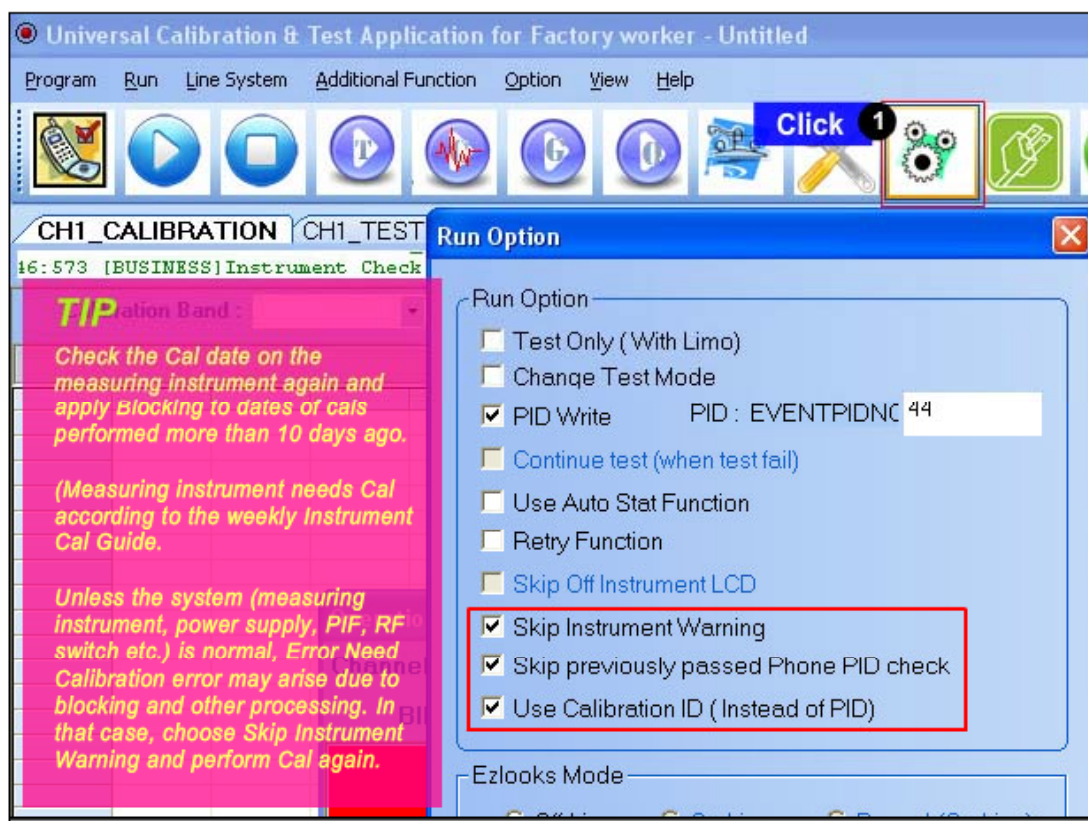 Universal Calibration & Test Application for Factory worker - Untitled
Program Run Line System Additional Function Option View Help
Click 1
T G O
CH1_CALIBRATION CH1_TEST
46:573 [BUSINESS]Instrument Check
Run Option
TIP
ration Band :
Check the Cal date on the
measuring instrument again and
apply Blocking to dates of cals
performed more than 10 days ago.
(Measuring instrument needs Cal
according to the weekly Instrument
Cal Guide.
Unless the system (measuring
instrument, power supply, PIF, RF
switch etc.) is normal, Error Need
Calibration error may arise due to
blocking and other processing. In
that case, choose Skip Instrument
Warning and perform Cal again.
Channel
Run Option
Test Only ( With Limo)
Change Test Mode
PID Write PID : EVENTPIDNO 44
Continue test (when test fail)
Use Auto Stat Function
Retry Function
Skip Off Instrument LCD
Skip Instrument Warning
Skip previously passed Phone PID check
Use Calibration ID ( Instead of PID)
Ezlooks Mode